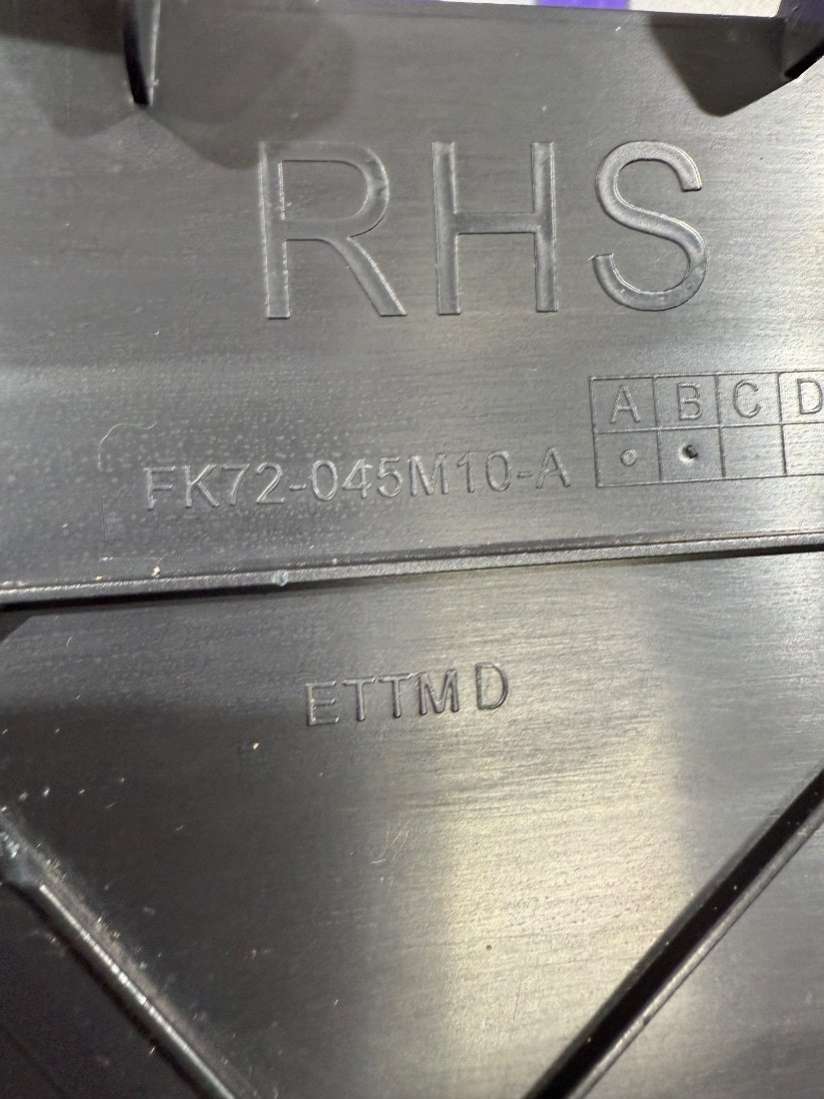 RHS
A B C D
FK72-045M10-A
ETTMD